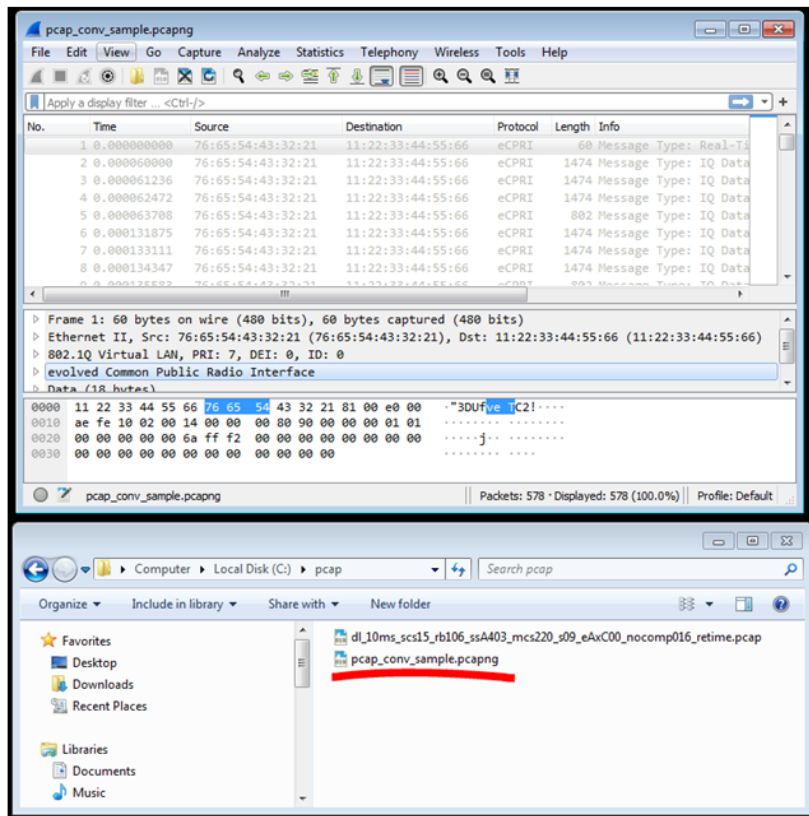 pcap_conv_sample.pcapng
File Edit View Go Capture Analyze Statistics Telephony Wireless Tools Help
Apply a display filter ... <Ctrl-/>
No. Time Source Destination Protocol Length Info
1 0.000000000 76:65:54:43:32:21 11:22:33:44:55:66 eCPRI 60 Message Type: Real-Ti
2 0.000060000 76:65:54:43:32:21 11:22:33:44:55:66 eCPRI 1474 Message Type: IQ Data
3 0.000061236 76:65:54:43:32:21 11:22:33:44:55:66 eCPRI 1474 Message Type: IQ Data
4 0.000062472 76:65:54:43:32:21 11:22:33:44:55:66 eCPRI 1474 Message Type: IQ Data
5 0.000063708 76:65:54:43:32:21 11:22:33:44:55:66 eCPRI 802 Message Type: IQ Data
6 0.000131875 76:65:54:43:32:21 11:22:33:44:55:66 eCPRI 1474 Message Type: IQ Data
7 0.000133111 76:65:54:43:32:21 11:22:33:44:55:66 eCPRI 1474 Message Type: IQ Data
8 0.000134347 76:65:54:43:32:21 11:22:33:44:55:66 eCPRI 1474 Message Type: IQ Data
Frame 1: 60 bytes on wire (480 bits), 60 bytes captured (480 bits)
Ethernet II, Src: 76:65:54:43:32:21 (76:65:54:43:32:21), Dst: 11:22:33:44:55:66 (11:22:33:44:55:66)
802.1Q Virtual LAN, PRI: 7, DEI: 0, ID: 0
evolved Common Public Radio Interface
Data (18 bytes)
0000 11 22 33 44 55 66 76 65 54 43 32 21 81 00 e0 00 ·"3DUfve TC2!····
0010 ae fe 10 02 00 14 00 00 00 80 90 00 00 00 01 01 ········ ········
0020 00 00 00 00 00 6a ff f2 00 00 00 00 00 00 00 00 ·····j·· ········
0030 00 00 00 00 00 00 00 00 00 00 00 00 ········ ····
pcap_conv_sample.pcapng Packets: 578 · Displayed: 578 (100.0%) Profile: Default
Computer Local Disk (C:) pcap Search pcap
Organize Include in library Share with New folder
Favorites
Desktop
Downloads
Recent Places
Libraries
Documents
Music
dl_10ms_scs15_rb106_ssA403_mcs220_s09_eAxC00_nocomp016_retime.pcap
pcap_conv_sample.pcapng